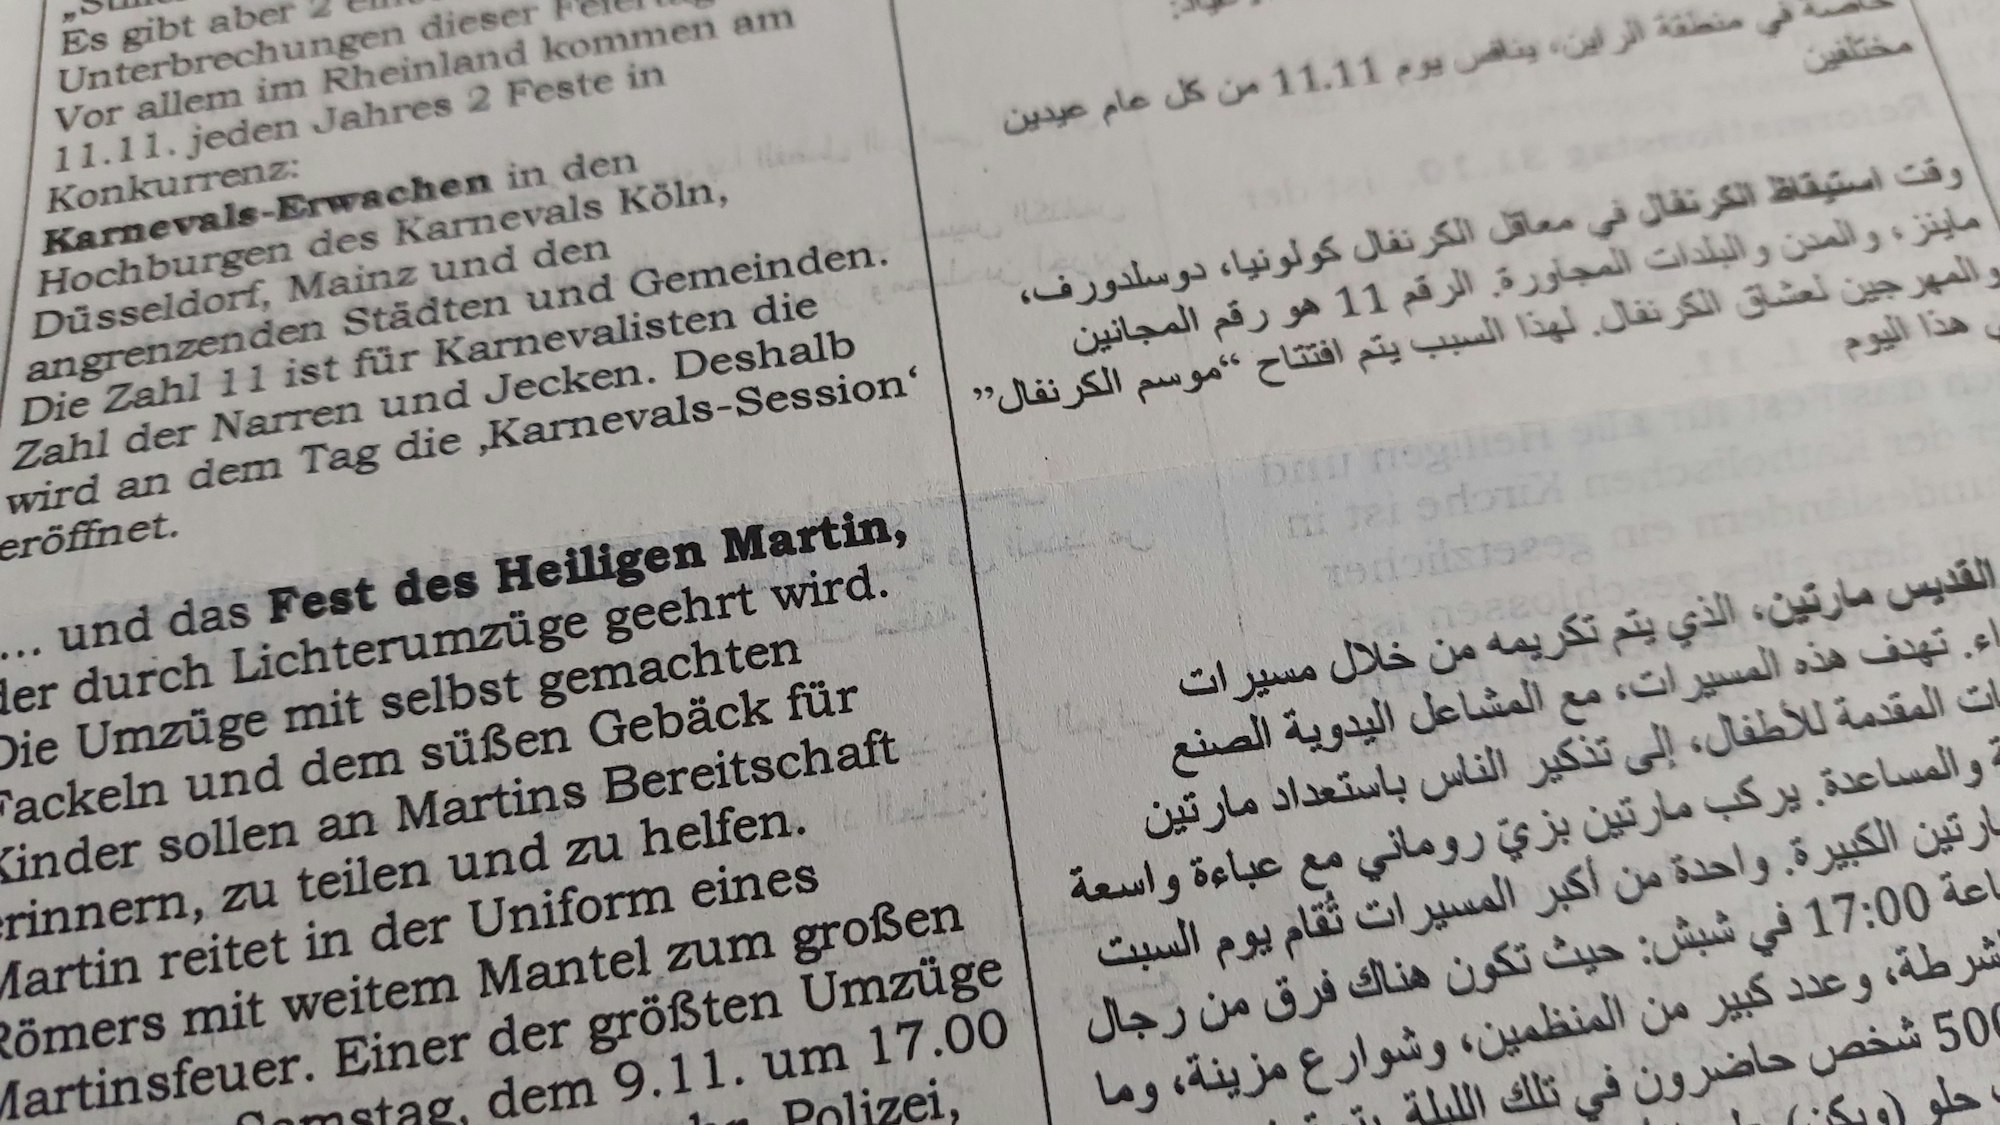 Es gibt aber 2
Unterbrechungen dieser
Vor allem im Rheinland kommen am
11.11. jeden Jahres 2 Feste in
Konkurrenz:
Karnevals-Erwachen in den
Hochburgen des Karnevals Köln,
Düsseldorf, Mainz und den
angrenzenden Städten und Gemeinden.
Die Zahl 11 ist für Karnevalisten die
Zahl der Narren und Jecken. Deshalb
wird an dem Tag die ‚Karnevals-Session‘
eröffnet.
... und das Fest des Heiligen Martin,
der durch Lichterumzüge geehrt wird.
Die Umzüge mit selbst gemachten
Fackeln und dem süßen Gebäck für
Kinder sollen an Martins Bereitschaft
erinnern, zu teilen und zu helfen.
Martin reitet in der Uniform eines
Römers mit weitem Mantel zum großen
Martinsfeuer. Einer der größten Umzüge
Samstag, dem 9.11. um 17.00
Polizei,
خاصة في منطقة الراين، ينافس يوم 11.11 من كل عام عيدين
مختلفين
وقت استيقاظ الكرنفال في معاقل الكرنفال كولونيا، دوسلدورف،
ماينز، والمدن والبلدات المجاورة. الرقم 11 هو رقم المجانين
والمهرجين لعشاق الكرنفال. لهذا السبب يتم افتتاح “موسم الكرنفال”
هذا اليوم
القديس مارتين، الذي يتم تكريمه من خلال مسيرات
تهدف هذه المسيرات، مع المشاعل اليدوية الصنع
المقدمة للأطفال، إلى تذكير الناس باستعداد مارتين
والمساعدة. يركب مارتين بزيّ روماني مع عباءة واسعة
الكبيرة. واحدة من أكبر المسيرات تُقام يوم السبت
17:00 في شبش: حيث تكون هناك فرق من رجال
وعدد كبير من المنظمين، وشوارع مزينة، وما
شخص حاضرون في تلك الليلة
حلو